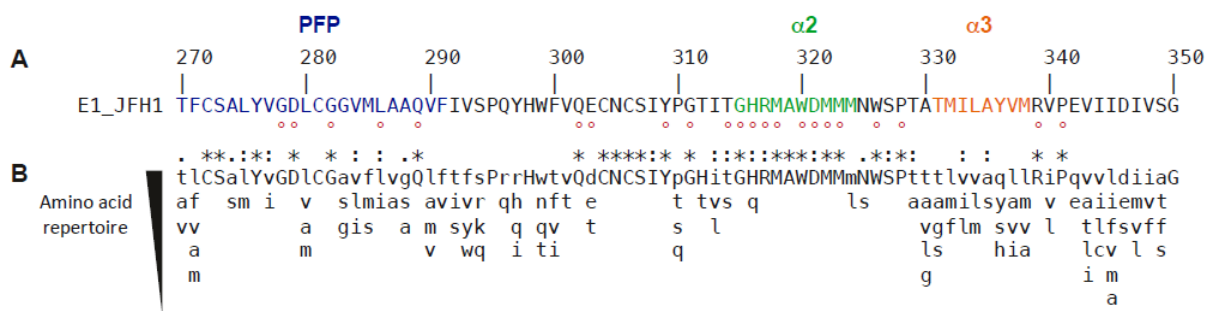 PFP α2 α3
A 270 280 290 300 310 320 330 340 350
| | | | | | | | |
E1_JFH1 TFCSALYVGDLCGGVMLAAQVFIVSPQYHWFVQECNCSIYPGTITGHRMAWDMMMNWSPTATMILAYVMRVPEVIIDIVSG
. **.:*: * * : : .* * ****:* * ::*::***:: .*:**: : : * *
B tlCSalYvGDlCGavflvgQlftfsPrrHwtvQdCNCSIYpGHitGHRMAWDMMmNWSPtttlvvaqllRiPqvvldiiaG
Amino acid af sm i v slmias avivr qh nft e t tvs q ls aaamilsyam v eaiiemvt
repertoire vv a gis a m syk q qv t s l vgflm svv l tlfsvff
a m v wq i ti q ls hia lcv l s
m g i m
a